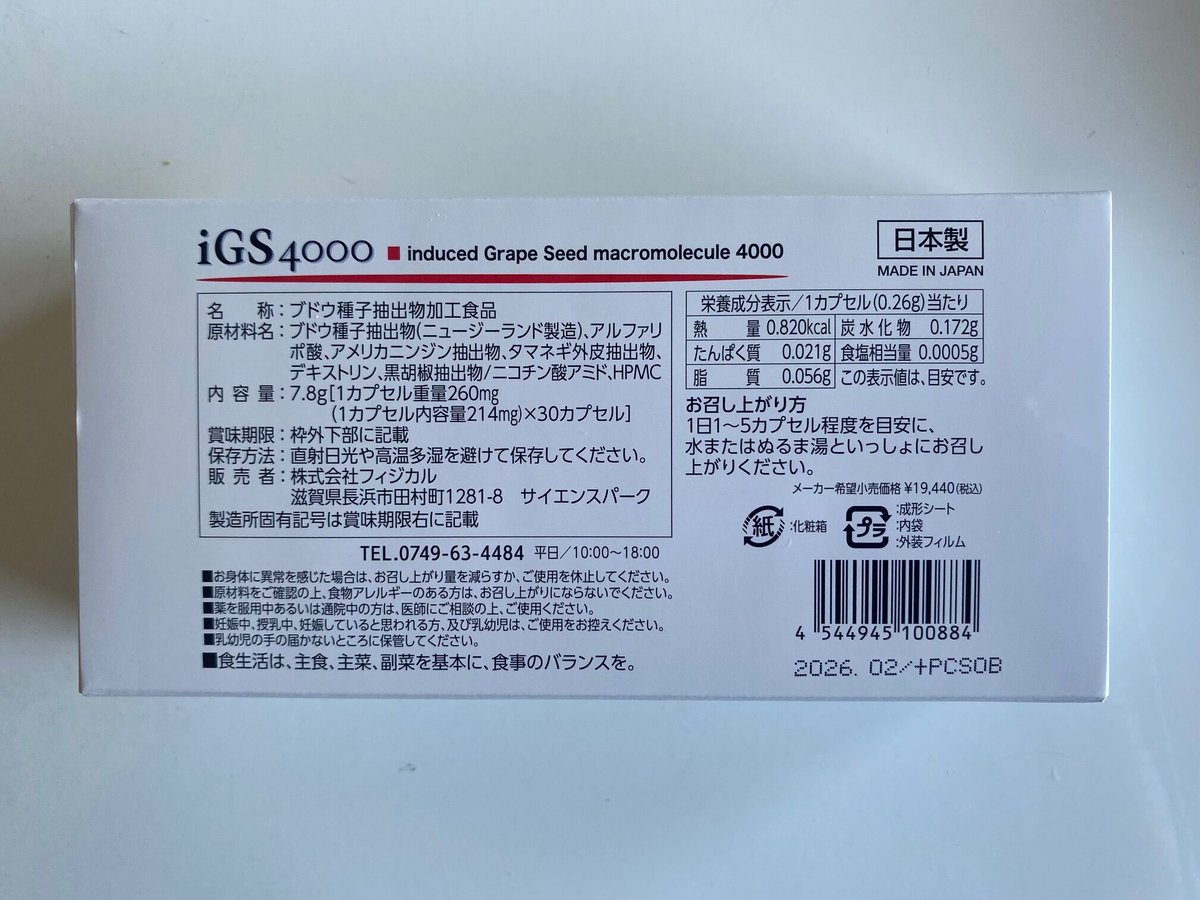 iGS4000 ■ induced Grape Seed macromolecule 4000
日本製
MADE IN JAPAN
名　　称：ブドウ種子抽出物加工食品
原材料名：ブドウ種子抽出物(ニュージーランド製造)、アルファリ
ポ酸、アメリカニンジン抽出物、タマネギ外皮抽出物、
デキストリン、黒胡椒抽出物/ニコチン酸アミド、HPMC
内 容 量：7.8g[1カプセル重量260mg
(1カプセル内容量214mg)×30カプセル]
賞味期限：枠外下部に記載
保存方法：直射日光や高温多湿を避けて保存してください。
販 売 者：株式会社フィジカル
滋賀県長浜市田村町1281-8　サイエンスパーク
製造所固有記号は賞味期限右に記載
TEL.0749-63-4484 平日/10:00～18:00
■お身体に異常を感じた場合は、お召し上がり量を減らすか、ご使用を休止してください。
■原材料をご確認の上、食物アレルギーのある方は、お召し上がりにならないでください。
■薬を服用中あるいは通院中の方は、医師にご相談の上、ご使用ください。
■妊娠中、授乳中、妊娠していると思われる方、及び乳幼児は、ご使用をお控えください。
■乳幼児の手の届かないところに保管してください。
■食生活は、主食、主菜、副菜を基本に、食事のバランスを。
栄養成分表示/1カプセル(0.26g)当たり
熱　　量 0.820kcal 炭水化物 0.172g
たんぱく質 0.021g 食塩相当量 0.0005g
脂　　質 0.056g この表示値は、目安です。
お召し上がり方
1日1～5カプセル程度を目安に、
水またはぬるま湯といっしょにお召し
上がりください。
メーカー希望小売価格 ¥19,440(税込)
紙 :化粧箱
プラ :成形シート
:内袋
:外装フィルム
4 544945 100884
2026. 02/+PCSOB